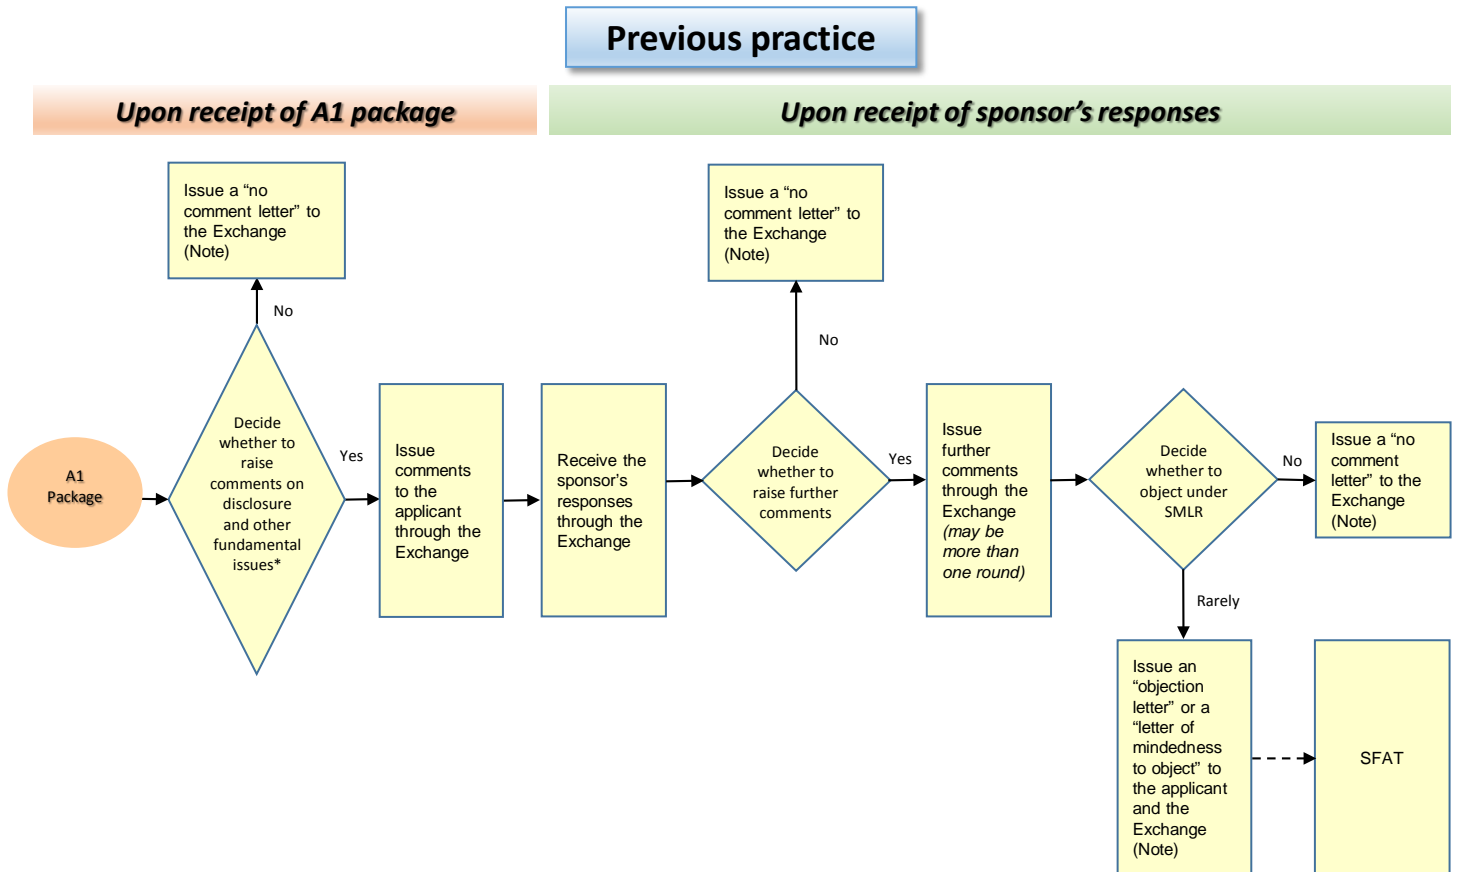 Previous practice
Upon receipt of A1 package
Upon receipt of sponsor’s responses
Issue a “no
comment letter” to
the Exchange
(Note)
No
A1
Package
Decide
whether to
raise
comments on
disclosure
and other
fundamental
issues*
Yes
Issue
comments
to the
applicant
through the
Exchange
Receive the
sponsor’s
responses
through the
Exchange
Issue a “no
comment letter” to
the Exchange
(Note)
No
Decide
whether to
raise further
comments
Yes
Issue
further
comments
through the
Exchange
(may be
more than
one round)
Decide
whether to
object under
SMLR
No
Issue a “no
comment
letter” to the
Exchange
(Note)
Rarely
Issue an
“objection
letter” or a
“letter of
mindedness
to object” to
the applicant
and the
Exchange
(Note)
SFAT